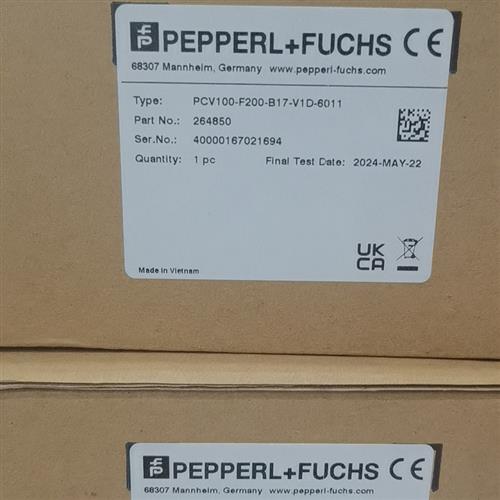 PEPPERL+FUCHS CE
68307 Mannheim, Germany www.pepperl-fuchs.com
Type: PCV100-F200-B17-V1D-6011
Part No.: 264850
Ser.No.: 40000167021694
Quantity: 1 pc Final Test Date: 2024-MAY-22
UK
CA
Made in Vietnam
PEPPERL+FUCHS CE
68307 Mannheim, Germany www.pepperl-fuchs.com